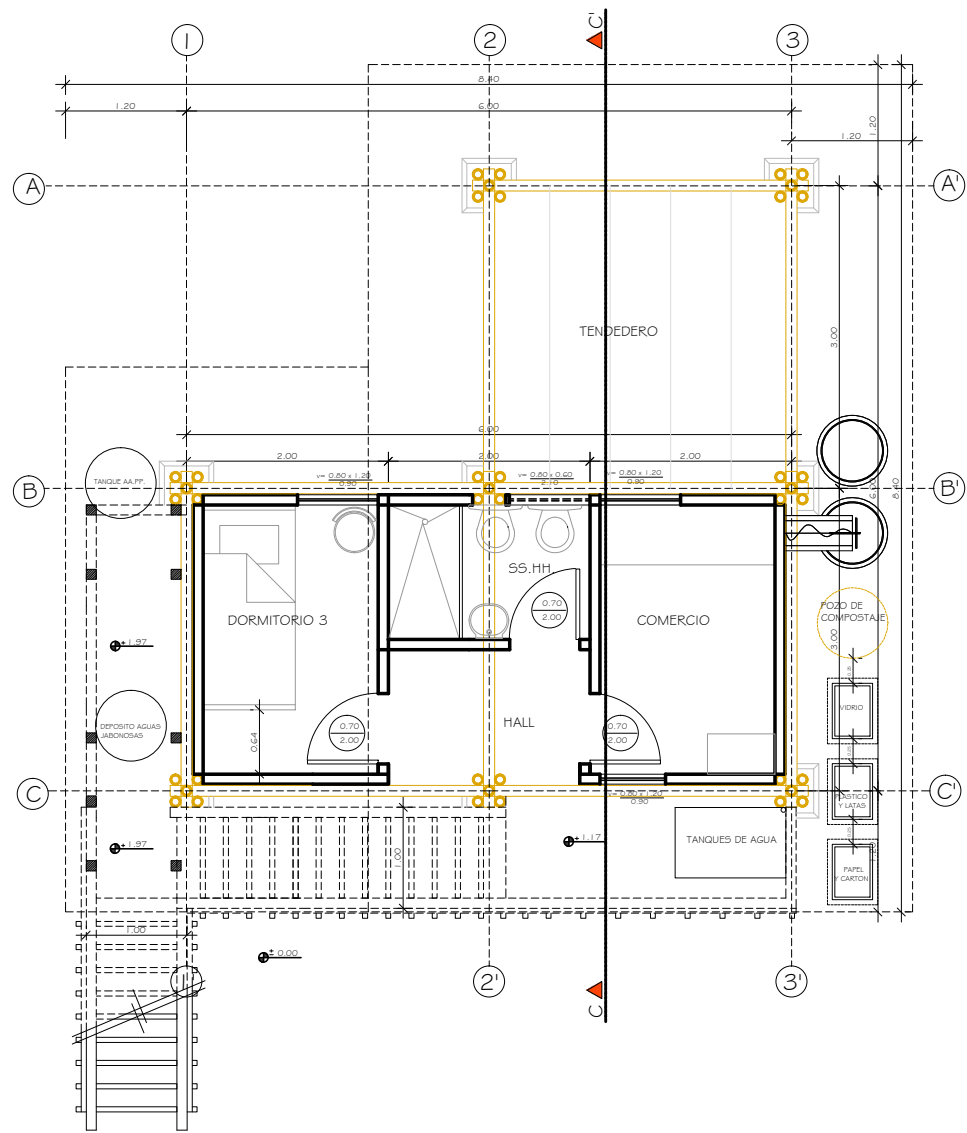 C'
1
2
3
8.40
1.20
6.00
1.20
1.20
A
A'
TENDEDERO
3.00
6.00
2.00
2.00
2.00
v= 0.80 x 1.20
0.90
v= 0.80 x 0.60
2.10
v= 0.80 x 1.20
0.90
6.00
8.40
TANQUE AA.PP.
B
B'
SS.HH.
0.70
2.00
DORMITORIO 3
COMERCIO
POZO DE
COMPOSTAJE
3.00
± 1.97
DEPOSITO AGUAS
JABONOSAS
0.64
0.70
2.00
HALL
0.70
2.00
VIDRIO
C
C'
v= 0.80 x 1.20
0.90
PLASTICO
Y LATAS
± 1.97
1.00
± 1.17
TANQUES DE AGUA
1.20
PAPEL
Y CARTON
1.00
± 0.00
2'
3'
C